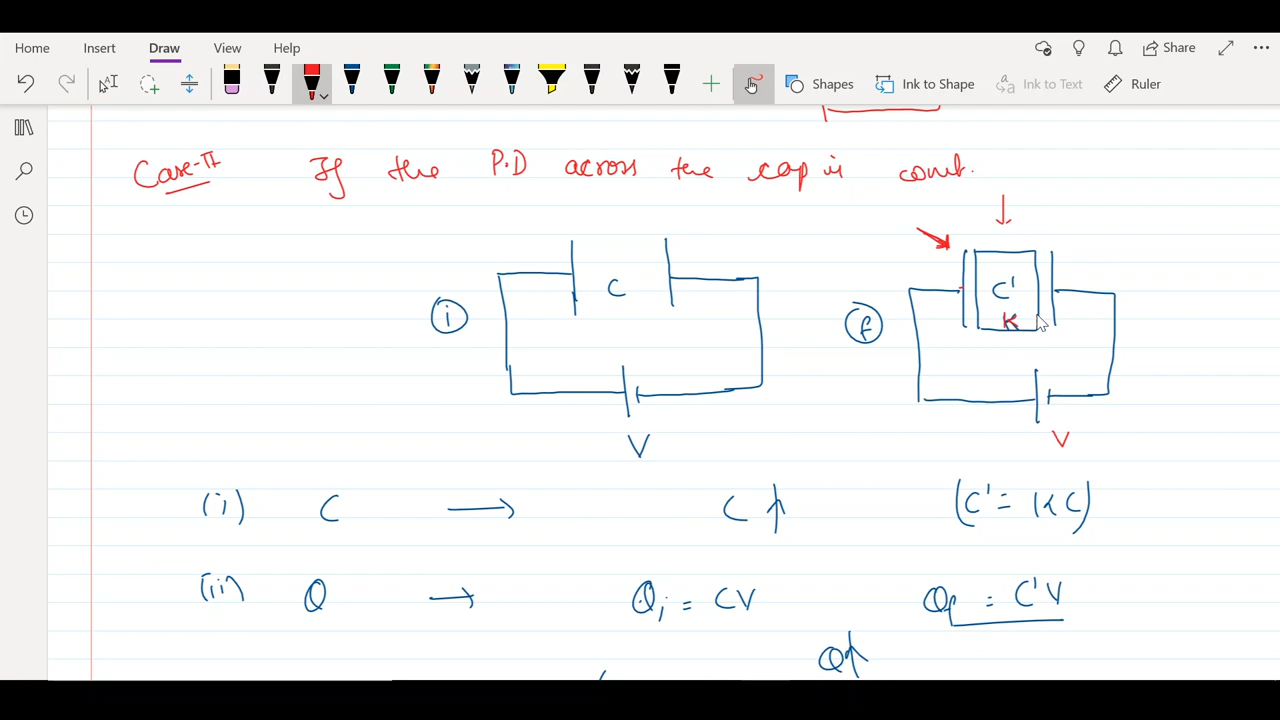 Home Insert Draw View Help Share
Shapes Ink to Shape Ink to Text Ruler
Case-II If the P.D across the cap is const.
C C'
i f K
V V
(i) C → C ↑ (C' = KC)
(ii) Q → Qi = CV Qf = C'V
Q↑